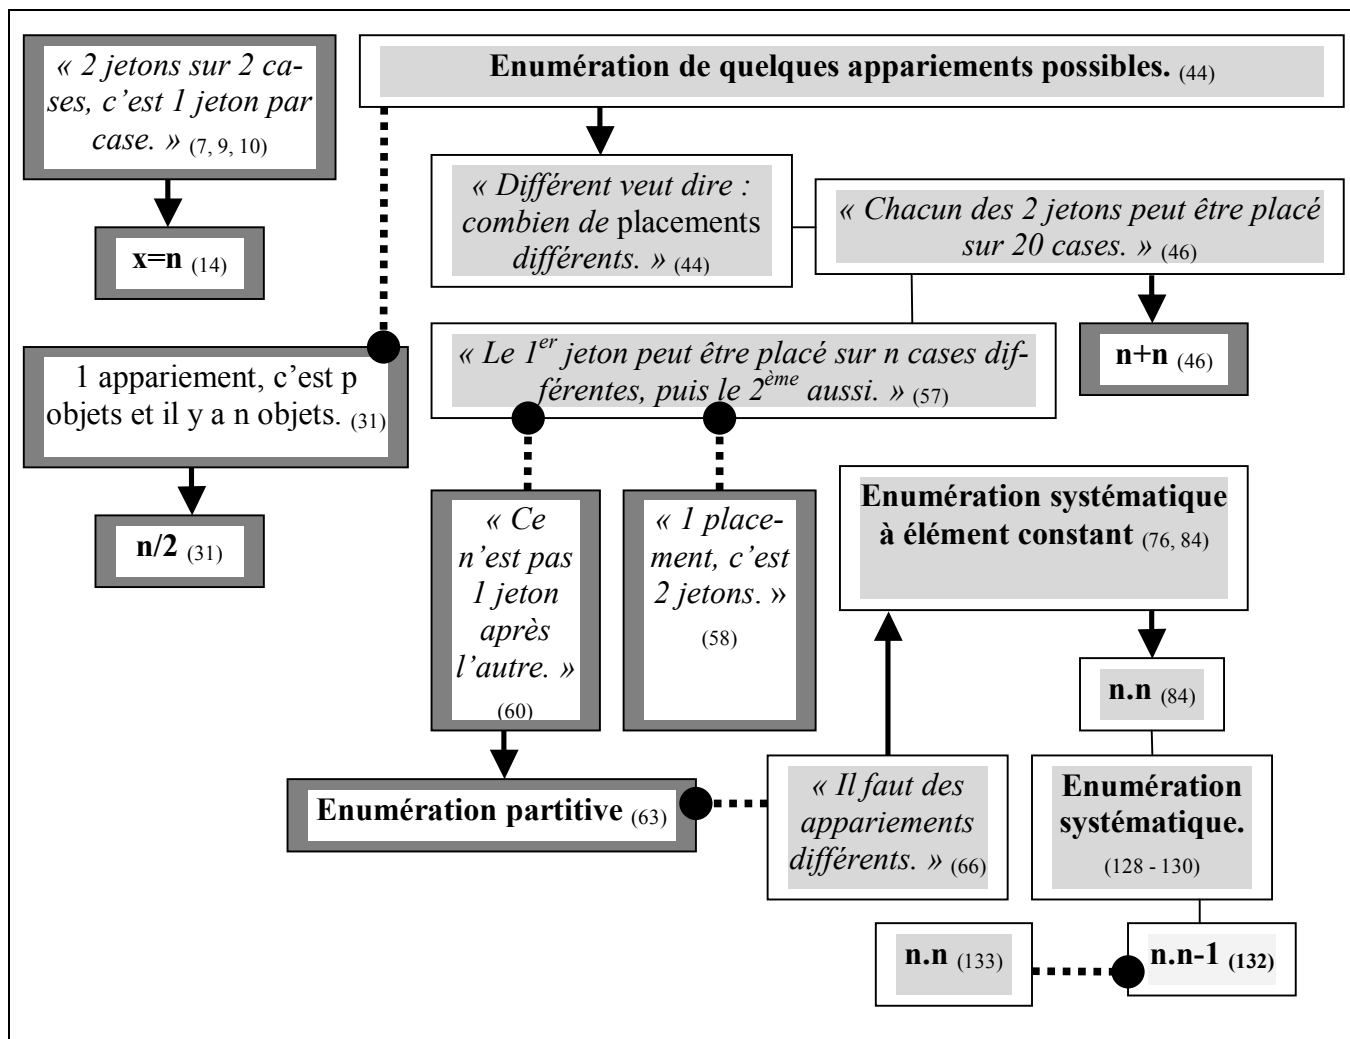 « 2 jetons sur 2 ca-
ses, c’est 1 jeton par
case. » (7, 9, 10)
Enumération de quelques appariements possibles. (44)
« Différent veut dire :
combien de placements
différents. » (44)
« Chacun des 2 jetons peut être placé
sur 20 cases. » (46)
x=n (14)
« Le 1er jeton peut être placé sur n cases dif-
férentes, puis le 2ème aussi. » (57)
n+n (46)
1 appariement, c’est p
objets et il y a n objets. (31)
n/2 (31)
« Ce
n’est pas
1 jeton
après
l’autre. »
(60)
« 1 place-
ment, c’est
2 jetons. »
(58)
Enumération systématique
à élément constant (76, 84)
n.n (84)
Enumération partitive (63)
« Il faut des
appariements
différents. » (66)
Enumération
systématique.
(128 - 130)
n.n (133)
n.n-1 (132)